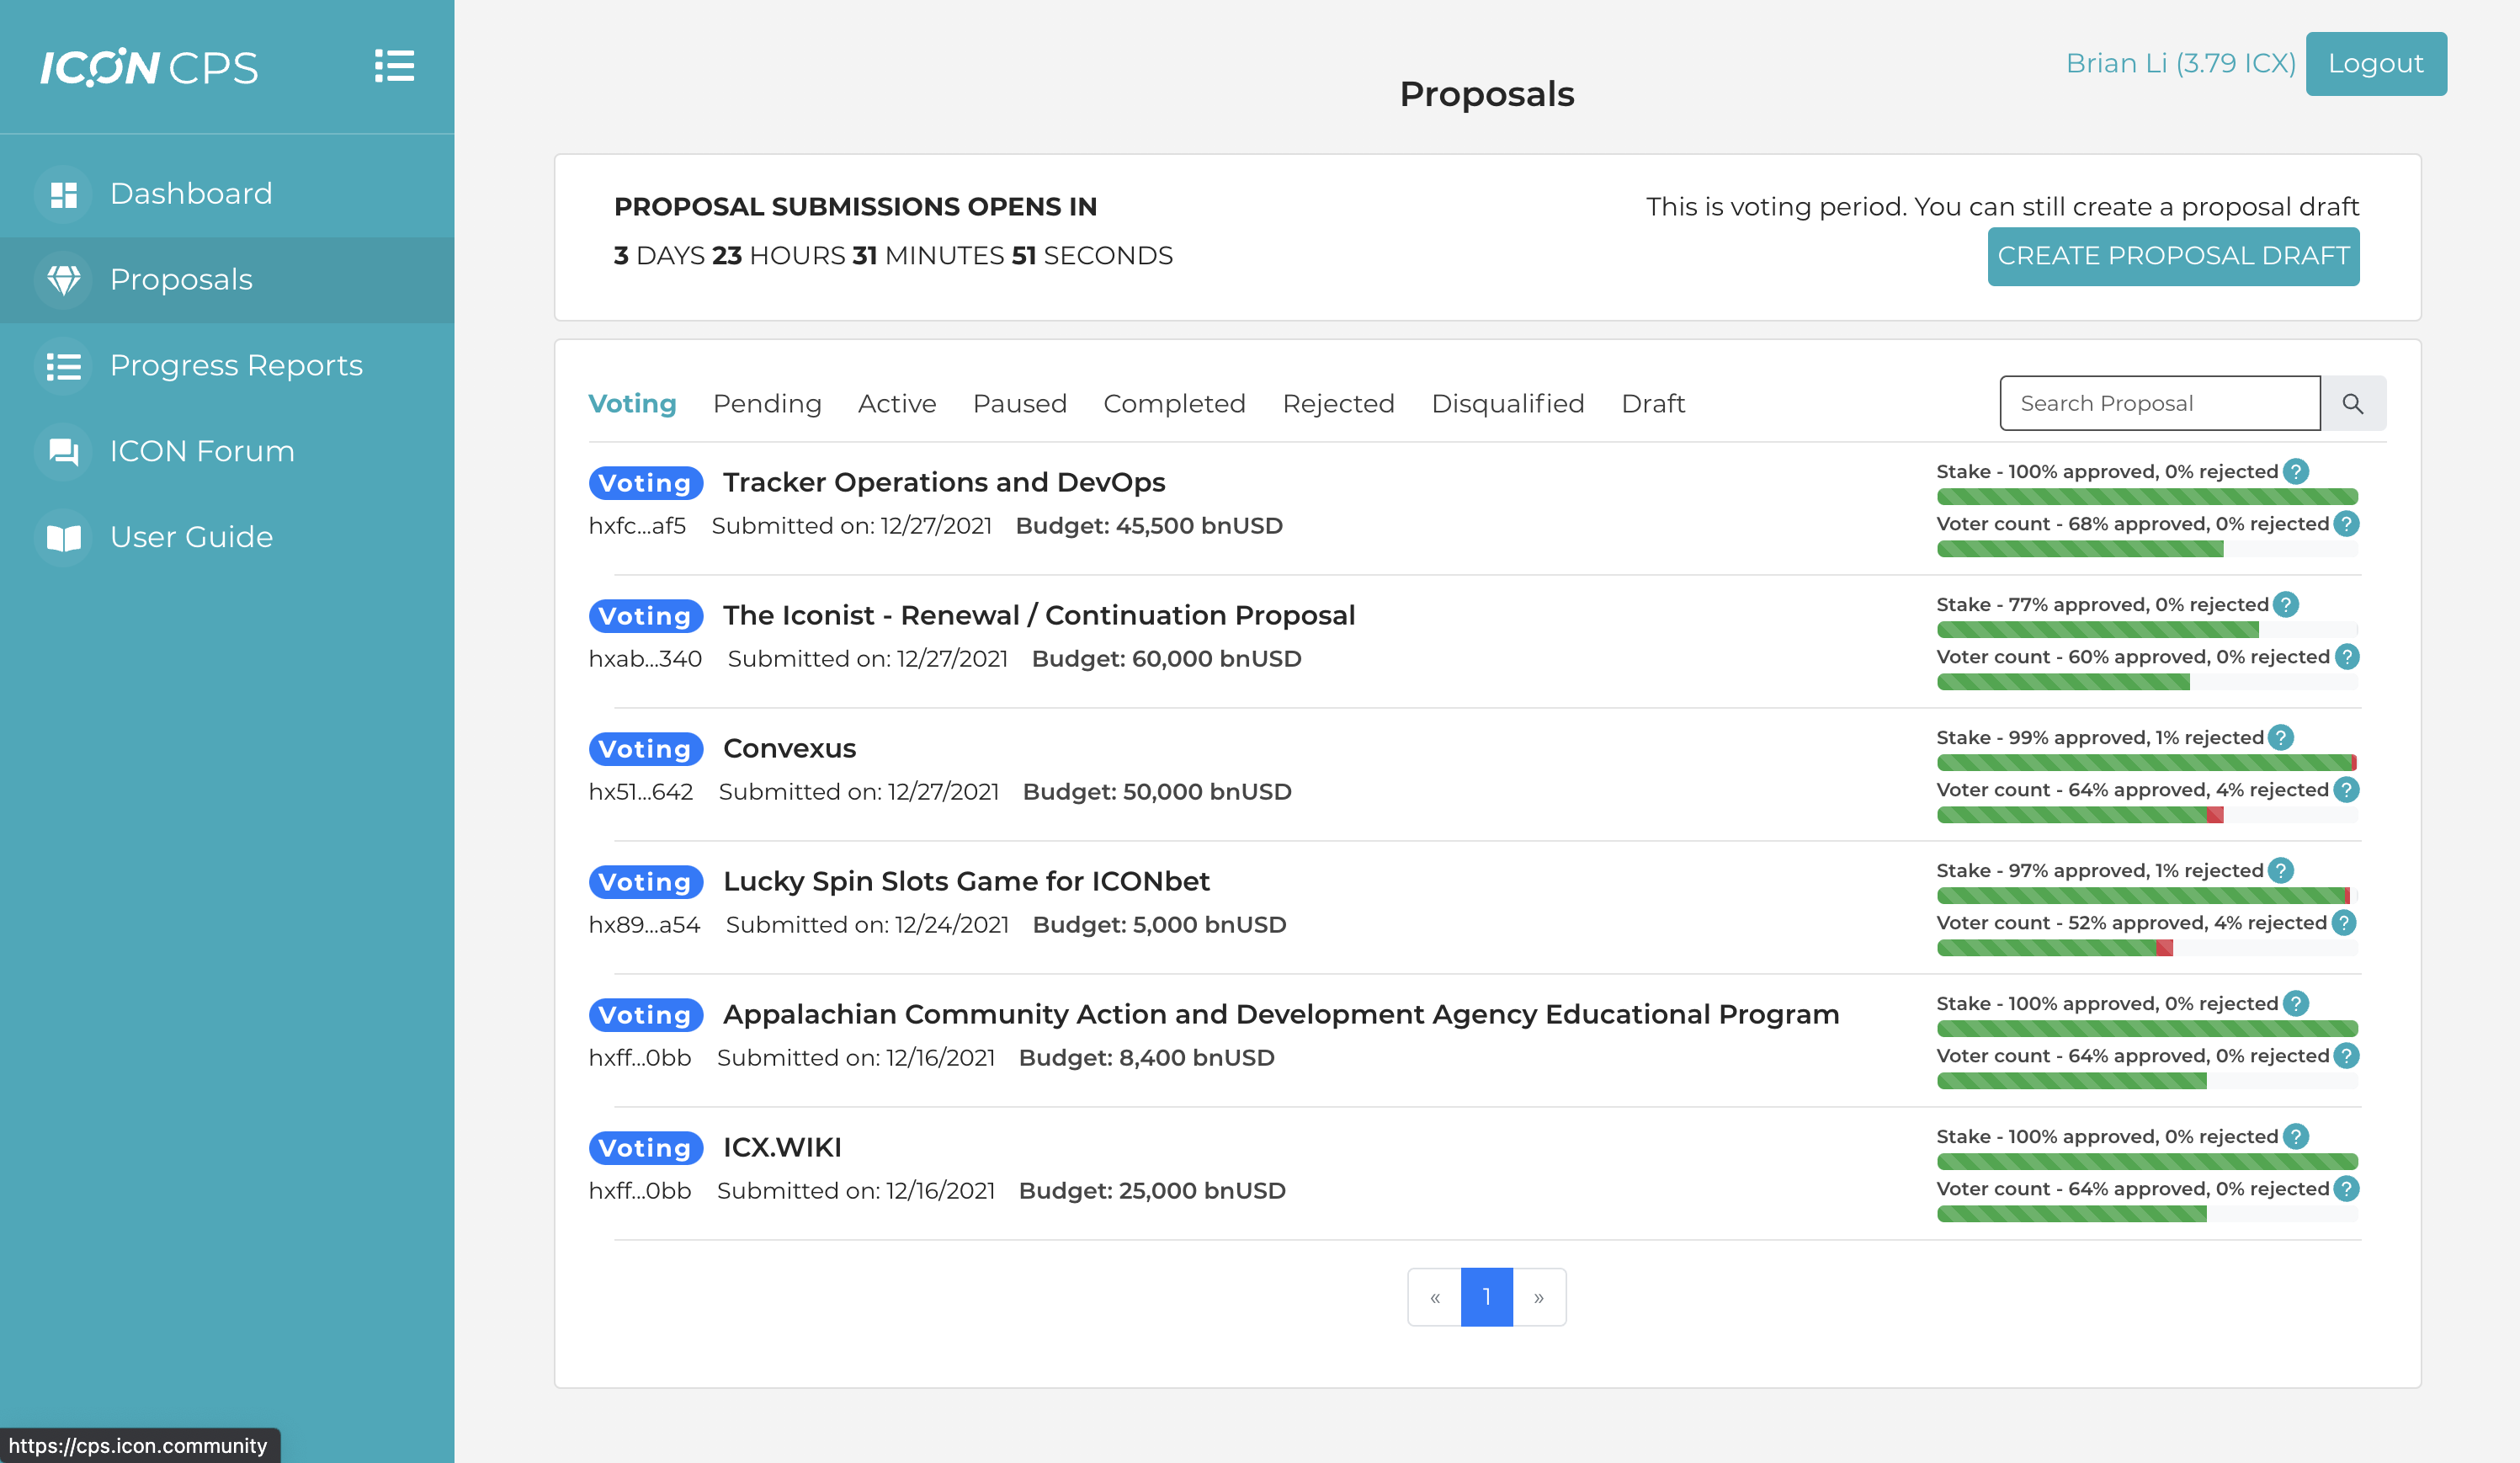 ICON CPS
Dashboard
Proposals
Progress Reports
ICON Forum
User Guide
https://cps.icon.community
Brian Li (3.79 ICX)
Logout
Proposals
PROPOSAL SUBMISSIONS OPENS IN
3 DAYS 23 HOURS 31 MINUTES 51 SECONDS
This is voting period. You can still create a proposal draft
CREATE PROPOSAL DRAFT
Voting Pending Active Paused Completed Rejected Disqualified Draft
Search Proposal
Voting Tracker Operations and DevOps
hxfc...af5 Submitted on: 12/27/2021 Budget: 45,500 bnUSD
Stake - 100% approved, 0% rejected ?
Voter count - 68% approved, 0% rejected ?
Voting The Iconist - Renewal / Continuation Proposal
hxab...340 Submitted on: 12/27/2021 Budget: 60,000 bnUSD
Stake - 77% approved, 0% rejected ?
Voter count - 60% approved, 0% rejected ?
Voting Convexus
hx51...642 Submitted on: 12/27/2021 Budget: 50,000 bnUSD
Stake - 99% approved, 1% rejected ?
Voter count - 64% approved, 4% rejected ?
Voting Lucky Spin Slots Game for ICONbet
hx89...a54 Submitted on: 12/24/2021 Budget: 5,000 bnUSD
Stake - 97% approved, 1% rejected ?
Voter count - 52% approved, 4% rejected ?
Voting Appalachian Community Action and Development Agency Educational Program
hxff...0bb Submitted on: 12/16/2021 Budget: 8,400 bnUSD
Stake - 100% approved, 0% rejected ?
Voter count - 64% approved, 0% rejected ?
Voting ICX.WIKI
hxff...0bb Submitted on: 12/16/2021 Budget: 25,000 bnUSD
Stake - 100% approved, 0% rejected ?
Voter count - 64% approved, 0% rejected ?
« 1 »